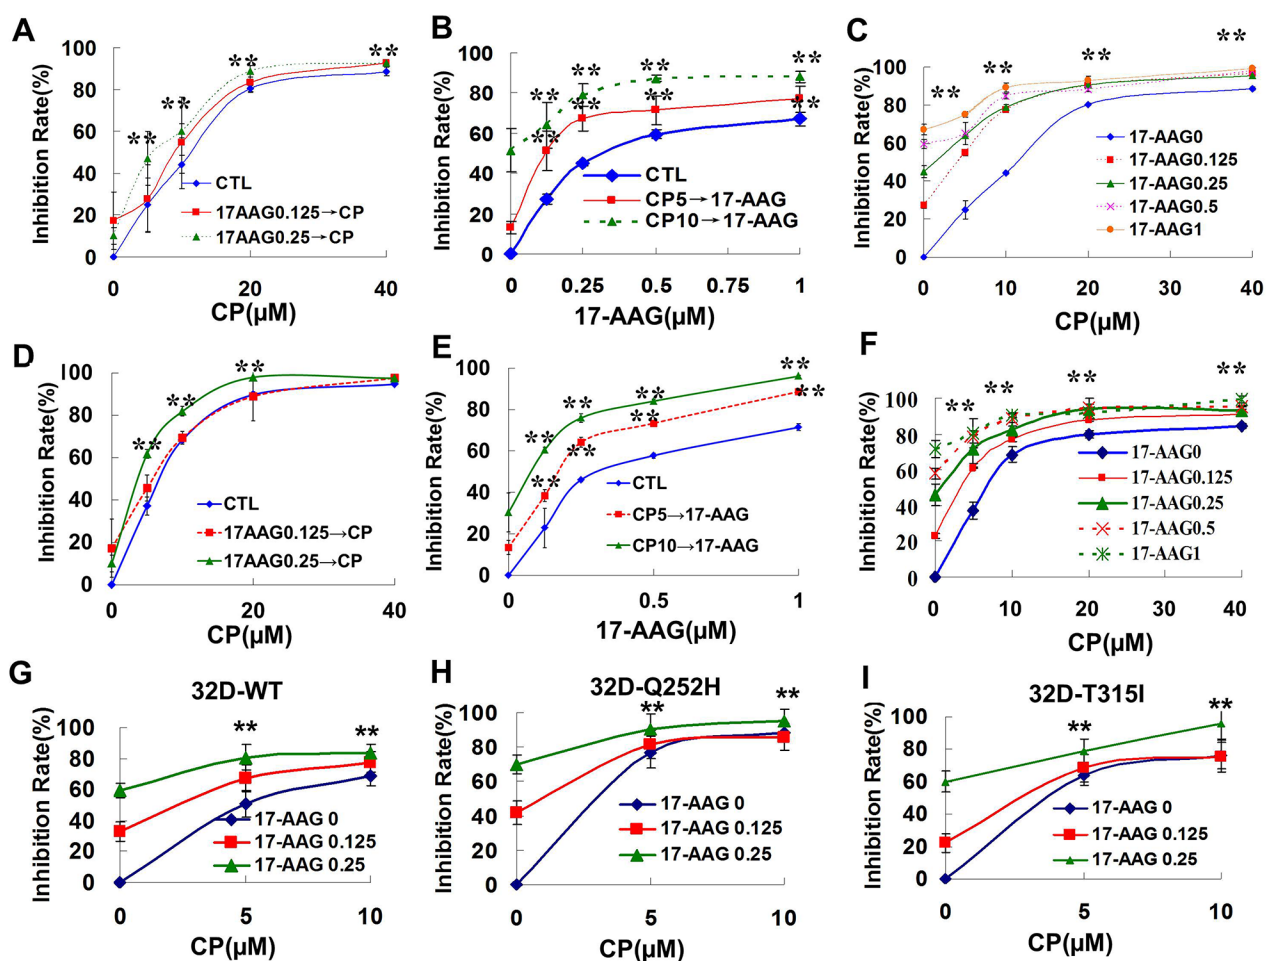 A
Inhibition Rate(%)
100
80
60
40
20
0
** ** ** **
CTL
17AAG0.125→CP
17AAG0.25→CP
0 10 20 40
CP(µM)
B
Inhibition Rate(%)
100
80
60
40
20
0
** ** ** **
** ** ** **
CTL
CP5→17-AAG
CP10→17-AAG
0 0.25 0.5 0.75 1
17-AAG(µM)
C
Inhibition Rate(%)
100
80
60
40
20
0
** ** ** **
17-AAG0
17-AAG0.125
17-AAG0.25
17-AAG0.5
17-AAG1
0 10 20 40
CP(µM)
D
Inhibition Rate(%)
100
80
60
40
20
0
** ** **
CTL
17AAG0.125→CP
17AAG0.25→CP
0 20 40
CP(µM)
E
Inhibition Rate(%)
100
80
60
40
20
0
** ** ** **
** ** ** **
CTL
CP5→17-AAG
CP10→17-AAG
0 0.5 1
17-AAG(µM)
F
Inhibition Rate(%)
100
80
60
40
20
0
** ** ** **
17-AAG0
17-AAG0.125
17-AAG0.25
17-AAG0.5
17-AAG1
0 10 20 30 40
CP(µM)
G
32D-WT
Inhibition Rate(%)
100
80
60
40
20
0
** **
17-AAG 0
17-AAG 0.125
17-AAG 0.25
0 5 10
CP(µM)
H
32D-Q252H
Inhibition Rate(%)
100
80
60
40
20
0
** **
17-AAG 0
17-AAG 0.125
17-AAG 0.25
0 5 10
CP(µM)
I
32D-T315I
Inhibition Rate(%)
100
80
60
40
20
0
** **
17-AAG 0
17-AAG 0.125
17-AAG 0.25
0 5 10
CP(µM)